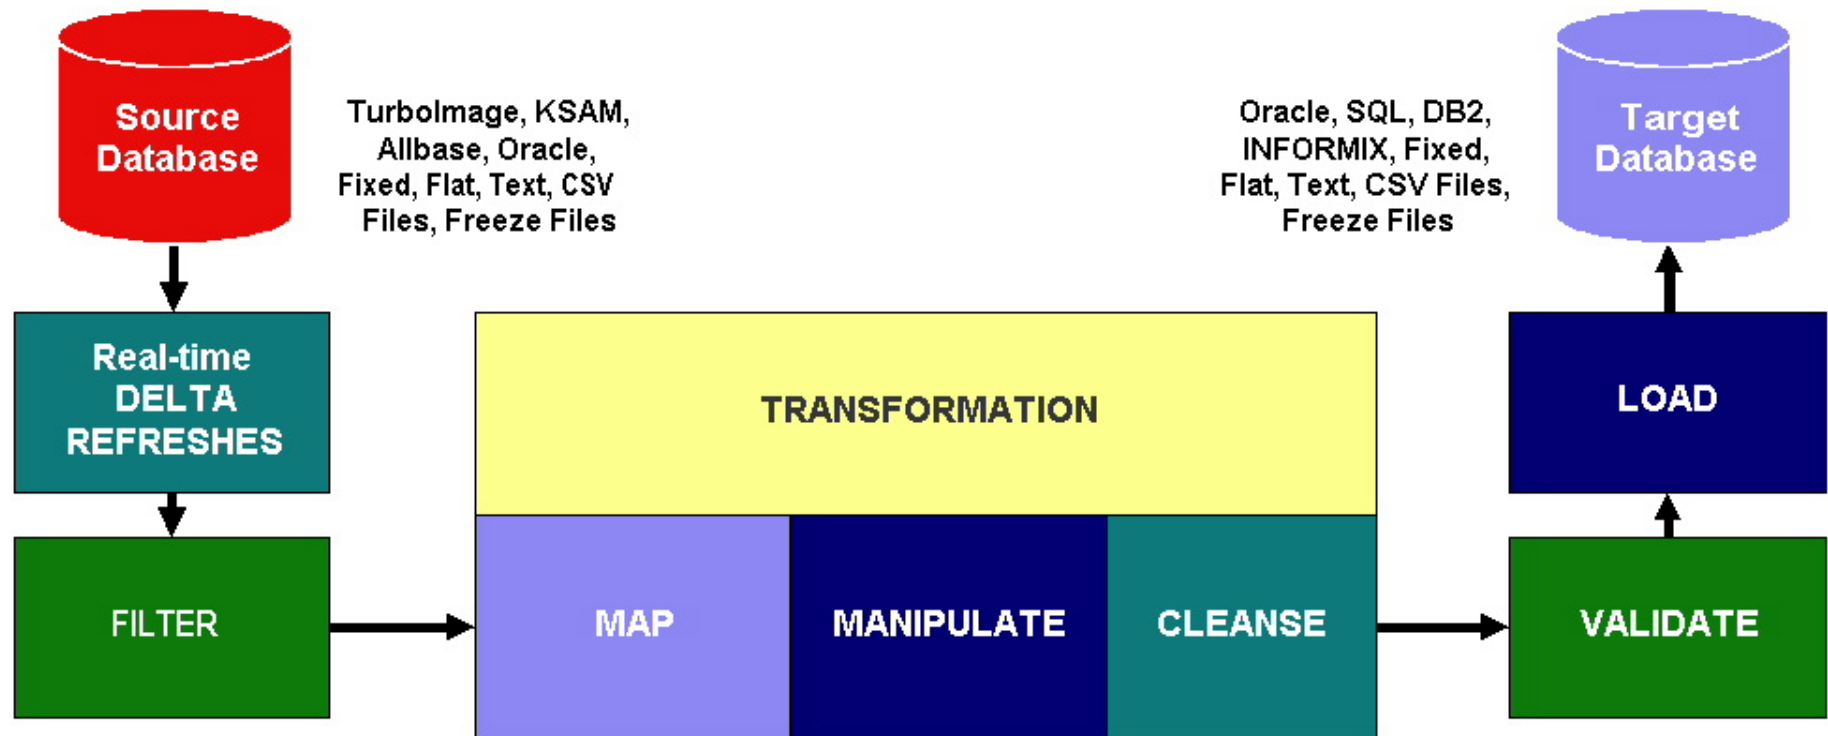 Source
Database
TurboImage, KSAM,
Allbase, Oracle,
Fixed, Flat, Text, CSV
Files, Freeze Files
Oracle, SQL, DB2,
INFORMIX, Fixed,
Flat, Text, CSV Files,
Freeze Files
Target
Database
Real-time
DELTA
REFRESHES
TRANSFORMATION
LOAD
FILTER
MAP
MANIPULATE
CLEANSE
VALIDATE